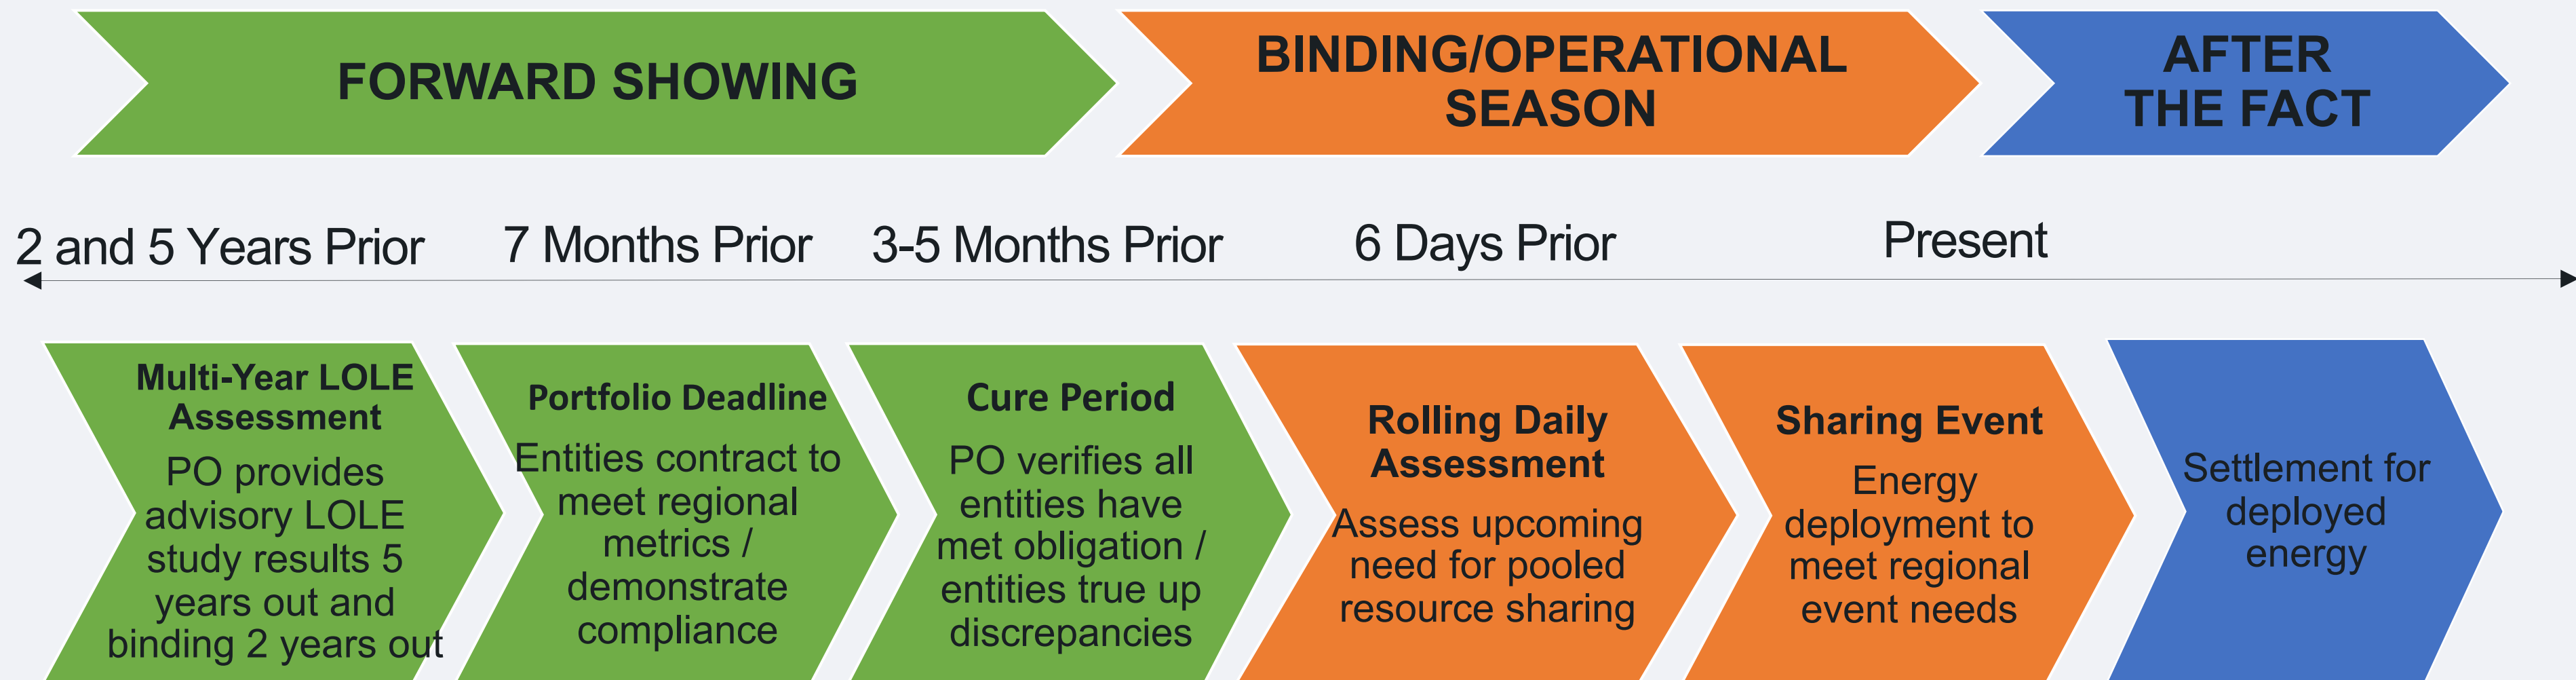 FORWARD SHOWING
BINDING/OPERATIONAL
SEASON
AFTER
THE FACT
2 and 5 Years Prior
7 Months Prior
3-5 Months Prior
6 Days Prior
Present
Multi-Year LOLE
Assessment
PO provides
advisory LOLE
study results 5
years out and
binding 2 years out
Portfolio Deadline
Entities contract to
meet regional
metrics /
demonstrate
compliance
Cure Period
PO verifies all
entities have
met obligation /
entities true up
discrepancies
Rolling Daily
Assessment
Assess upcoming
need for pooled
resource sharing
Sharing Event
Energy
deployment to
meet regional
event needs
Settlement for
deployed
energy